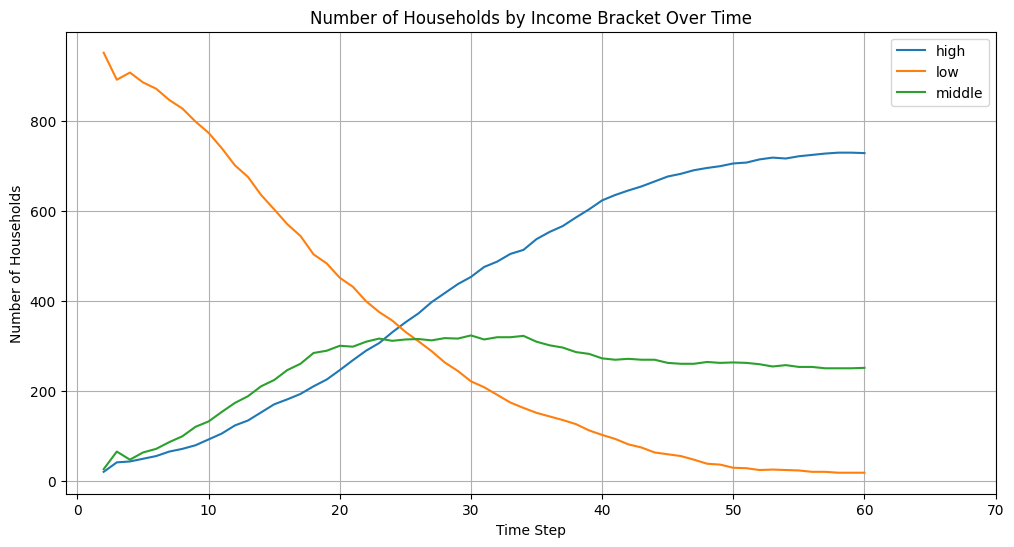 Number of Households by Income Bracket Over Time
high
low
middle
Number of Households
800
600
400
200
0
0 10 20 30 40 50 60 70
Time Step